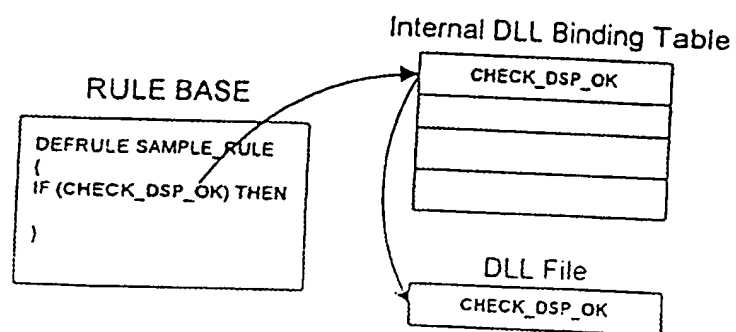 Internal DLL Binding Table
CHECK_DSP_OK
RULE BASE
DEFRULE SAMPLE_RULE
{
IF (CHECK_DSP_OK) THEN
}
DLL File
CHECK_DSP_OK